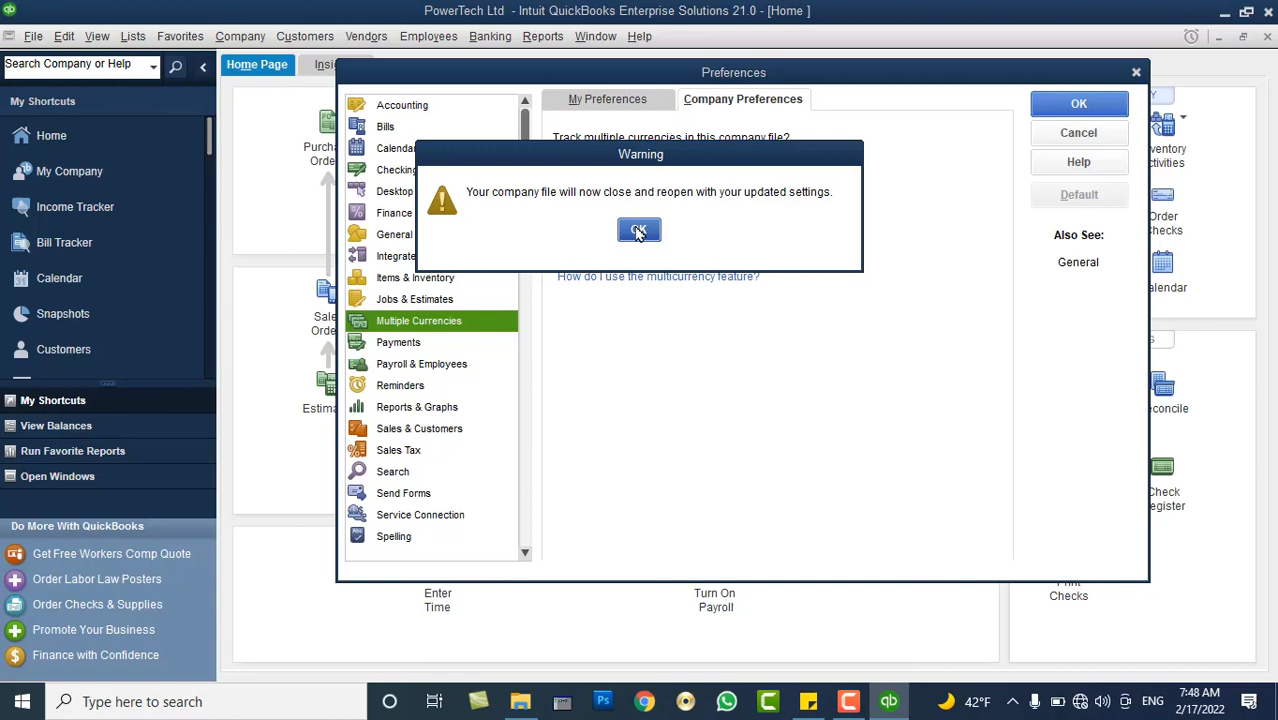 PowerTech Ltd - Intuit QuickBooks Enterprise Solutions 21.0 - [Home ]
File Edit View Lists Favorites Company Customers Vendors Employees Banking Reports Window Help
Search Company or Help
Home Page
My Shortcuts
Home
My Company
Income Tracker
Bill Tracker
Calendar
Snapshots
Customers
My Shortcuts
View Balances
Run Favorite Reports
Open Windows
Do More With QuickBooks
Get Free Workers Comp Quote
Order Labor Law Posters
Order Checks & Supplies
Promote Your Business
Finance with Confidence
Preferences
Accounting
Bills
Checking
Desktop
Finance
General
Items & Inventory
Jobs & Estimates
Multiple Currencies
Payments
Payroll & Employees
Reminders
Reports & Graphs
Sales & Customers
Sales Tax
Search
Send Forms
Service Connection
Spelling
My Preferences
Company Preferences
Track multiple currencies in this company file?
Warning
Your company file will now close and reopen with your updated settings.
OK
How do I use the multicurrency feature?
OK
Cancel
Help
Default
Also See:
General
Enter
Time
Turn On
Payroll
Order
Checks
Check
Register
Print
Checks
Type here to search
Ps
qb
42°F
ENG
7:48 AM
2/17/2022